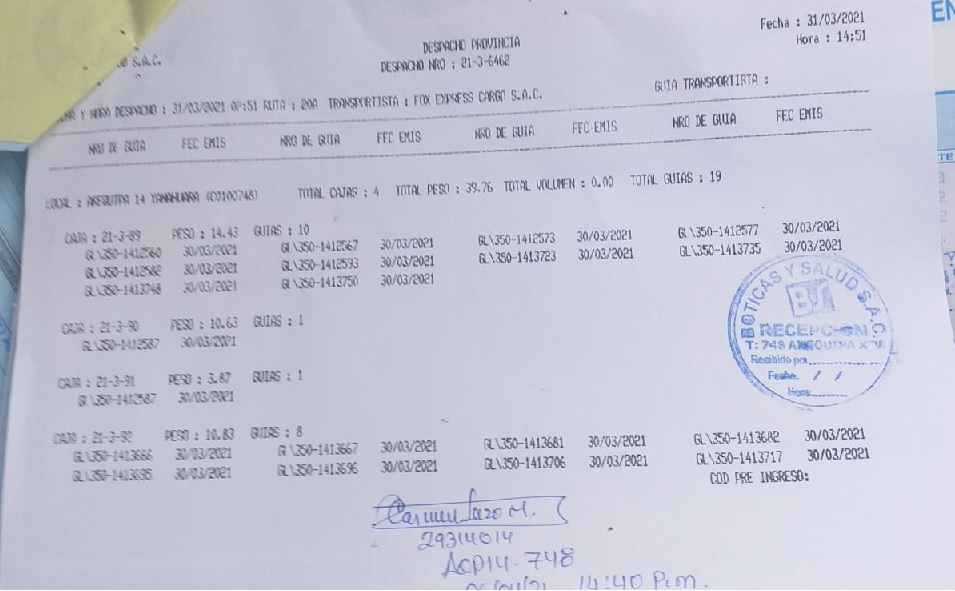 Fecha : 31/03/2021
Hora : 14:51
S.A.C.
DESPACHO PROVINCIA
DESPACHO NRO : 21-3-6462
Y HORA DESPACHO : 31/03/2021 02:51 RUTA : 20A TRANSPORTISTA : FOX EXPRESS CARGO S.A.C. GUIA TRANSPORTISTA :
NRO DE GUIA FEC EMIS NRO DE GUIA FEC EMIS NRO DE GUIA FEC EMIS NRO DE GUIA FEC EMIS
LOCAL : AREQUIPA 14 YANAHUARA (C0100748) TOTAL CAJAS : 4 TOTAL PESO : 39.76 TOTAL VOLUMEN : 0.00 TOTAL GUIAS : 19
CAJA : 21-3-89 PESO : 14.43 GUIAS : 10
GL\350-1412560 30/03/2021 GL\350-1412567 30/03/2021 GL\350-1412573 30/03/2021 GL\350-1412577 30/03/2021
GL\350-1412582 30/03/2021 GL\350-1412593 30/03/2021 GL\350-1413723 30/03/2021 GL\350-1413735 30/03/2021
GL\350-1413748 30/03/2021 GL\350-1413750 30/03/2021
CAJA : 21-3-90 PESO : 10.63 GUIAS : 1
GL\350-1412587 30/03/2021
CAJA : 21-3-91 PESO : 3.87 GUIAS : 1
GL\350-1412587 30/03/2021
CAJA : 21-3-92 PESO : 10.83 GUIAS : 8
GL\350-1413666 30/03/2021 GL\350-1413667 30/03/2021 GL\350-1413681 30/03/2021 GL\350-1413682 30/03/2021
GL\350-1413695 30/03/2021 GL\350-1413696 30/03/2021 GL\350-1413706 30/03/2021 GL\350-1413717 30/03/2021
COD PRE INGRESO:
BOTICAS Y SALUD S.A.C.
BS
RECEPCION
T: 748
Recibido por
Fecha / /
Hora
Carmen Lazo M.
29314014
AQP14-748
14:40 P.m.
EN
TE